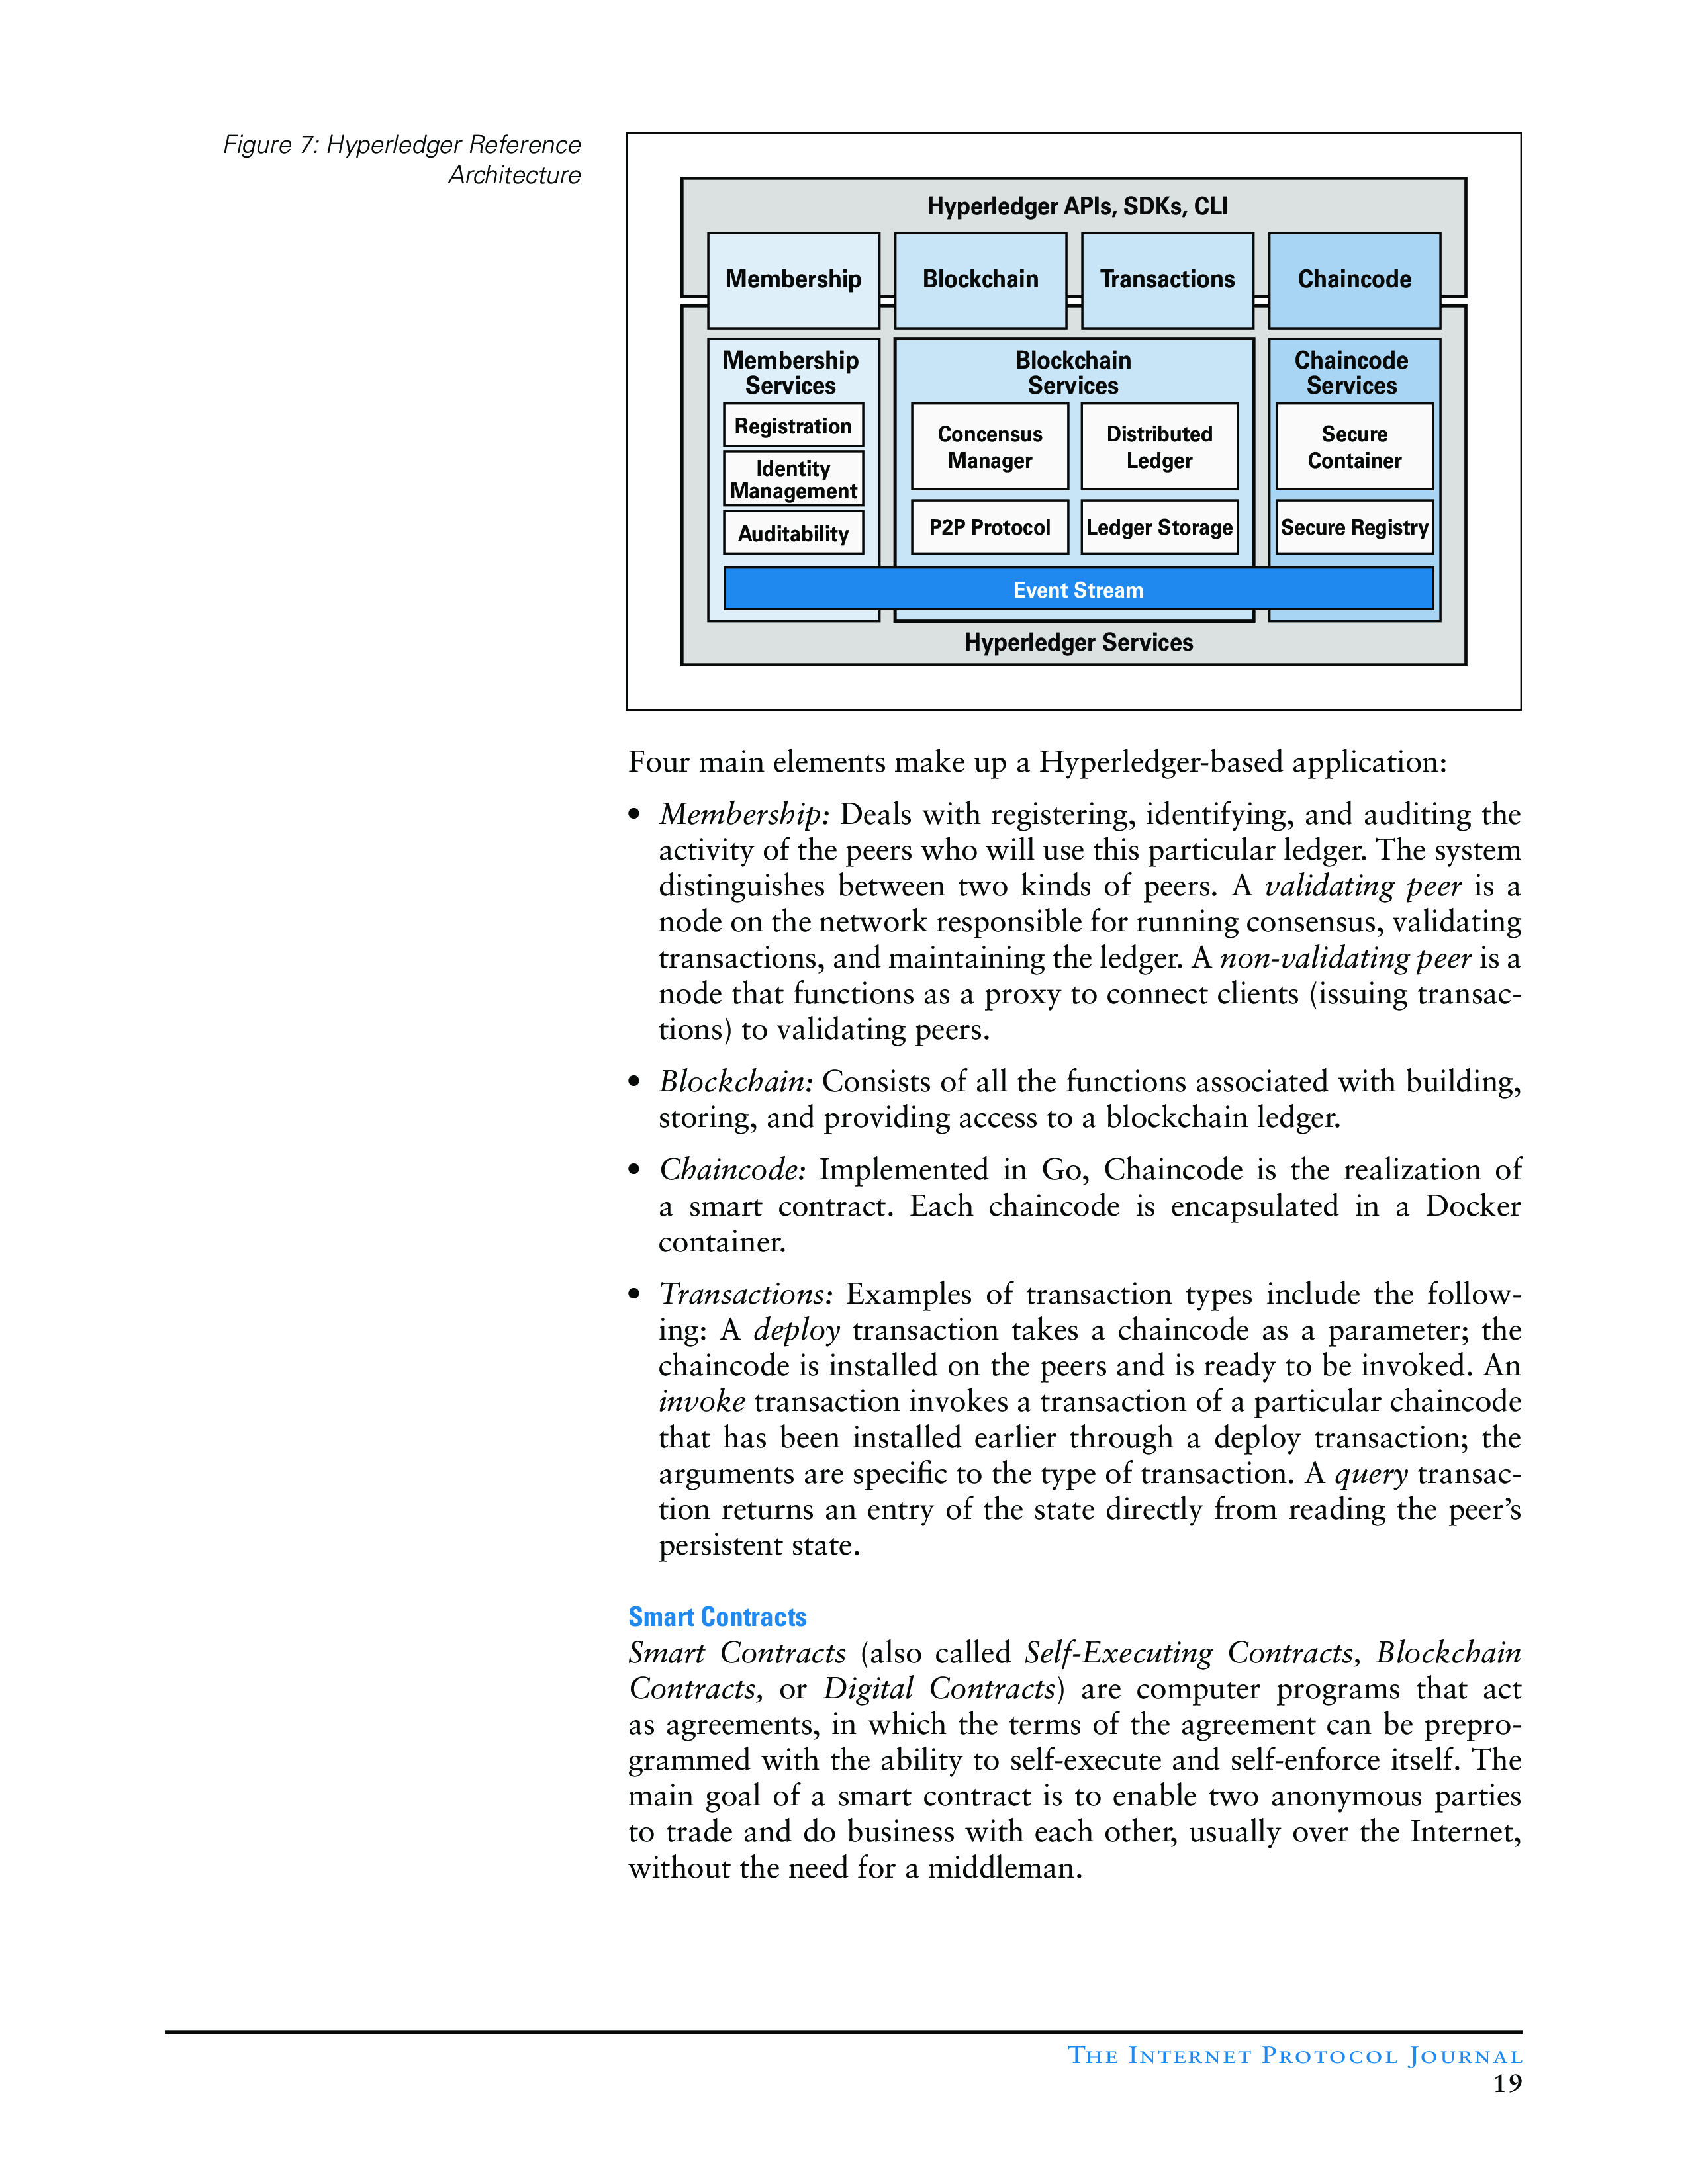 Figure 7: Hyperledger Reference
Architecture
Hyperledger APIs, SDKs, CLI
Membership
Blockchain
Transactions
Chaincode
Membership
Services
Registration
Identity
Management
Auditability
Blockchain
Services
Concensus
Manager
Distributed
Ledger
P2P Protocol
Ledger Storage
Chaincode
Services
Secure
Container
Secure Registry
Event Stream
Hyperledger Services
Four main elements make up a Hyperledger-based application:
• Membership: Deals with registering, identifying, and auditing the
activity of the peers who will use this particular ledger. The system
distinguishes between two kinds of peers. A validating peer is a
node on the network responsible for running consensus, validating
transactions, and maintaining the ledger. A non-validating peer is a
node that functions as a proxy to connect clients (issuing transac-
tions) to validating peers.
• Blockchain: Consists of all the functions associated with building,
storing, and providing access to a blockchain ledger.
• Chaincode: Implemented in Go, Chaincode is the realization of
a smart contract. Each chaincode is encapsulated in a Docker
container.
• Transactions: Examples of transaction types include the follow-
ing: A deploy transaction takes a chaincode as a parameter; the
chaincode is installed on the peers and is ready to be invoked. An
invoke transaction invokes a transaction of a particular chaincode
that has been installed earlier through a deploy transaction; the
arguments are specific to the type of transaction. A query transac-
tion returns an entry of the state directly from reading the peer’s
persistent state.
Smart Contracts
Smart Contracts (also called Self-Executing Contracts, Blockchain
Contracts, or Digital Contracts) are computer programs that act
as agreements, in which the terms of the agreement can be prepro-
grammed with the ability to self-execute and self-enforce itself. The
main goal of a smart contract is to enable two anonymous parties
to trade and do business with each other, usually over the Internet,
without the need for a middleman.
The Internet Protocol Journal
19